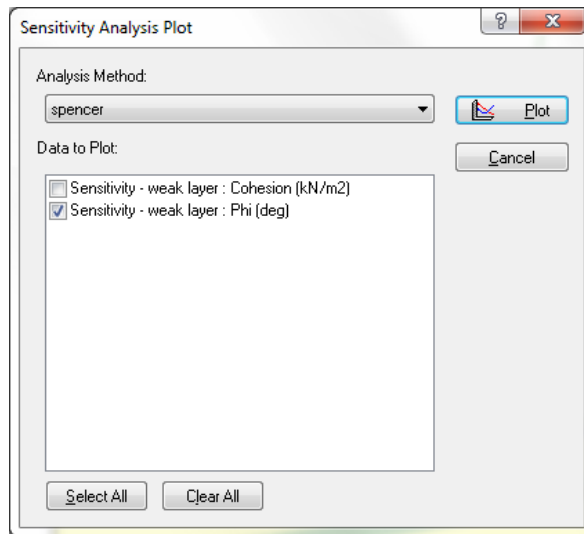 Sensitivity Analysis Plot
Analysis Method:
spencer
Plot
Data to Plot:
Cancel
Sensitivity - weak layer : Cohesion (kN/m2)
Sensitivity - weak layer : Phi (deg)
Select All
Clear All